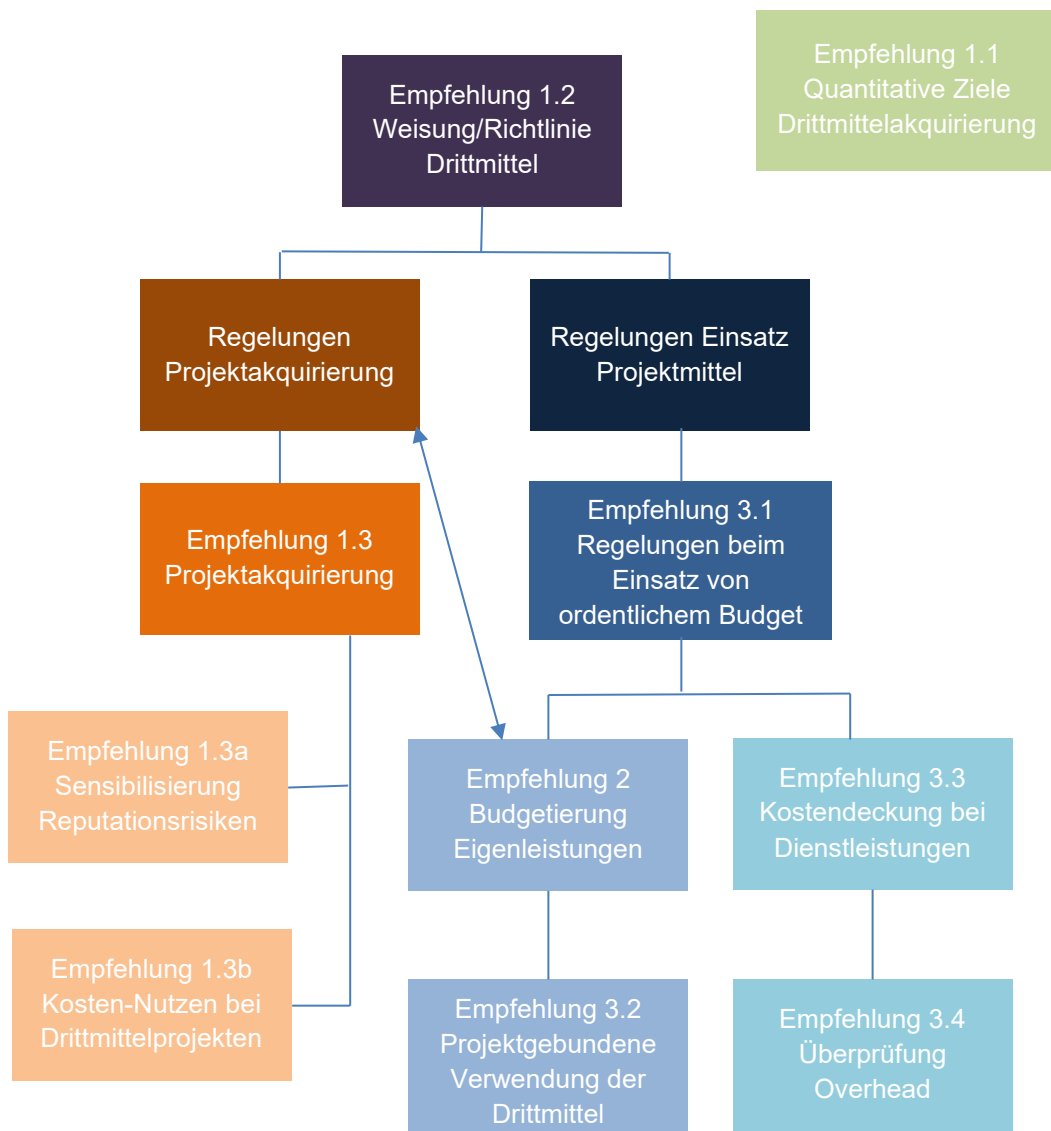 Empfehlung 1.2
Weisung/Richtlinie
Drittmittel
Empfehlung 1.1
Quantitative Ziele
Drittmittelakquirierung
Regelungen
Projektakquirierung
Regelungen Einsatz
Projektmittel
Empfehlung 1.3
Projektakquirierung
Empfehlung 3.1
Regelungen beim
Einsatz von
ordentlichem Budget
Empfehlung 1.3a
Sensibilisierung
Reputationsrisiken
Empfehlung 2
Budgetierung
Eigenleistungen
Empfehlung 3.3
Kostendeckung bei
Dienstleistungen
Empfehlung 1.3b
Kosten-Nutzen bei
Drittmittelprojekten
Empfehlung 3.2
Projektgebundene
Verwendung der
Drittmittel
Empfehlung 3.4
Überprüfung
Overhead